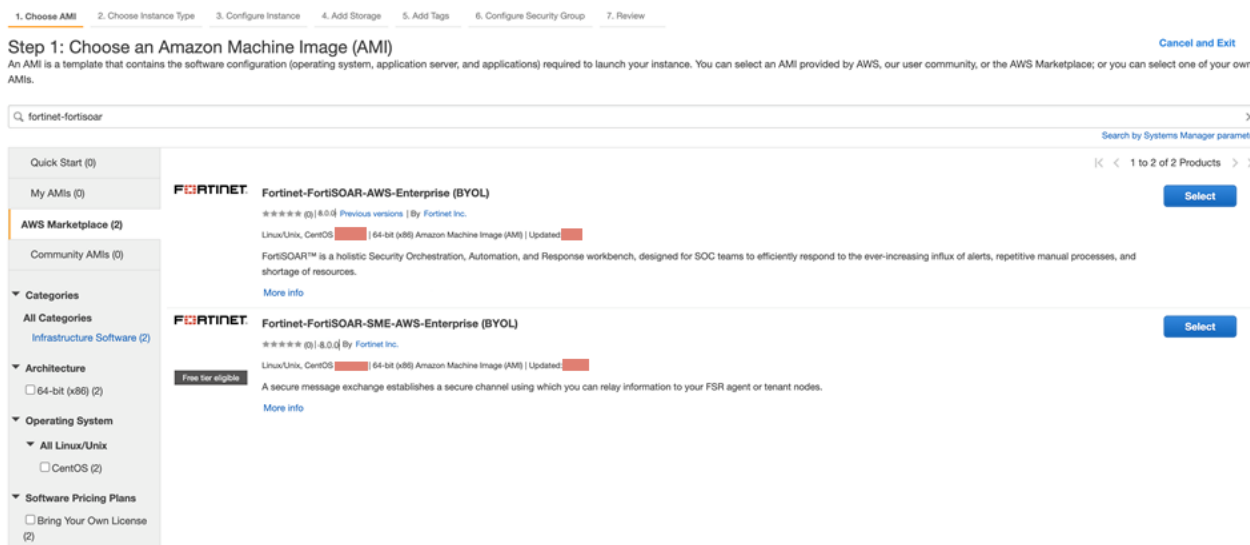 1. Choose AMI 2. Choose Instance Type 3. Configure Instance 4. Add Storage 5. Add Tags 6. Configure Security Group 7. Review
Step 1: Choose an Amazon Machine Image (AMI)
Cancel and Exit
An AMI is a template that contains the software configuration (operating system, application server, and applications) required to launch your instance. You can select an AMI provided by AWS, our user community, or the AWS Marketplace; or you can select one of your own
AMIs.
fortinet-fortisoar
Search by Systems Manager paramet
Quick Start (0)
My AMIs (0)
AWS Marketplace (2)
Community AMIs (0)
Categories
All Categories
Infrastructure Software (2)
Architecture
64-bit (x86) (2)
Operating System
All Linux/Unix
CentOS (2)
Software Pricing Plans
Bring Your Own License
(2)
1 to 2 of 2 Products
FORTINET
Fortinet-FortiSOAR-AWS-Enterprise (BYOL)
Select
(0) | 8.0.0 Previous versions | By Fortinet Inc.
Linux/Unix, CentOS | 64-bit (x86) Amazon Machine Image (AMI) | Updated:
FortiSOAR™ is a holistic Security Orchestration, Automation, and Response workbench, designed for SOC teams to efficiently respond to the ever-increasing influx of alerts, repetitive manual processes, and
shortage of resources.
More info
FORTINET
Fortinet-FortiSOAR-SME-AWS-Enterprise (BYOL)
Select
(0) | 8.0.0 By Fortinet Inc.
Free tier eligible
Linux/Unix, CentOS | 64-bit (x86) Amazon Machine Image (AMI) | Updated:
A secure message exchange establishes a secure channel using which you can relay information to your FSR agent or tenant nodes.
More info